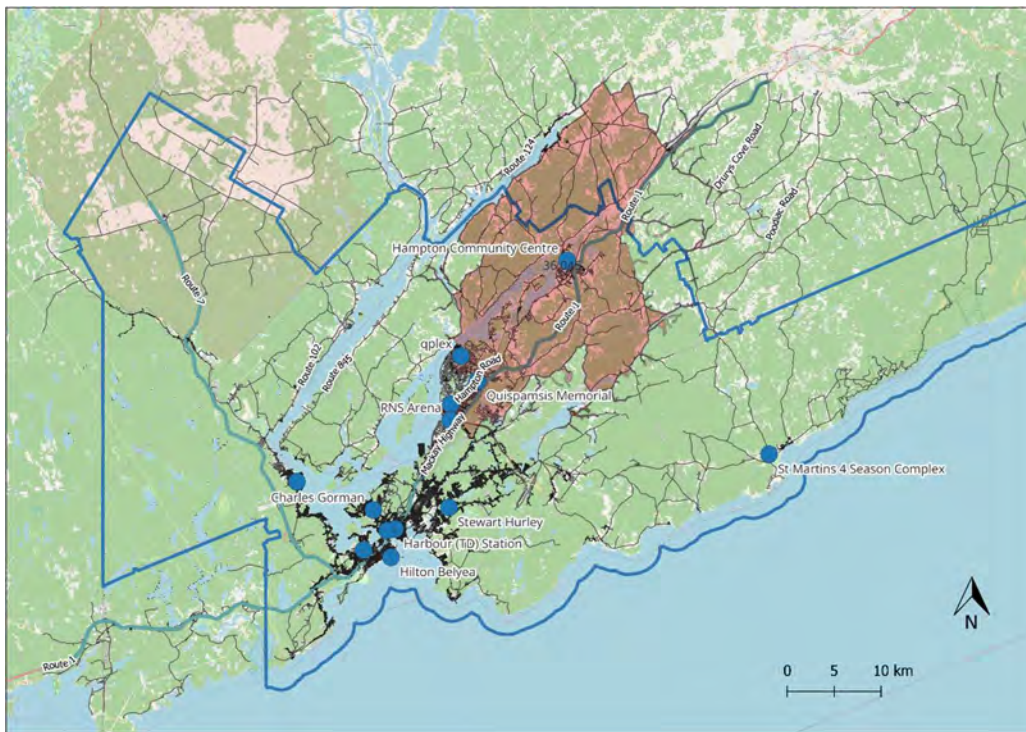 Route 124
Drurys Cove Road
Route 1
Poodiac Road
Hampton Community Centre
Route 7
Route 1
Route 102
Route 845
qplex
Hampton Road
RNS Arena
Quispamsis Memorial
Mackay Highway
St Martins 4 Season Complex
Charles Gorman
Stewart Hurley
Harbour (TD) Station
Hilton Belyea
N
Route 1
0 5 10 km